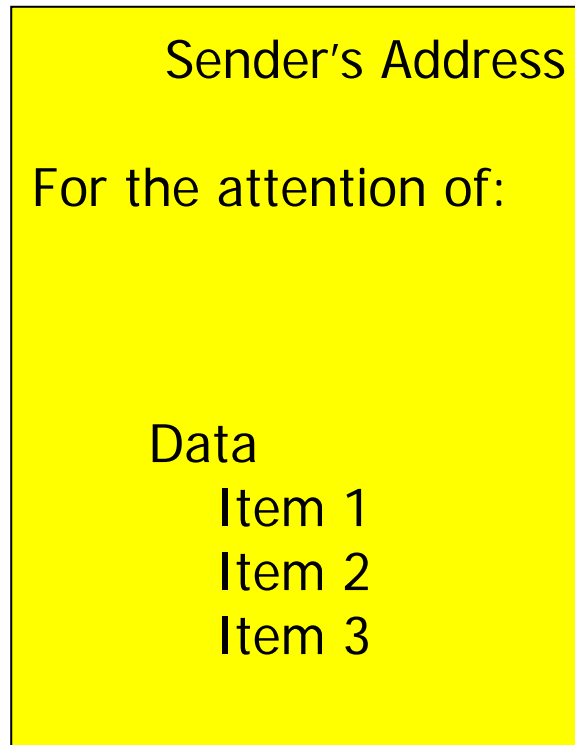 Sender's Address
For the attention of:
Data
Item 1
Item 2
Item 3